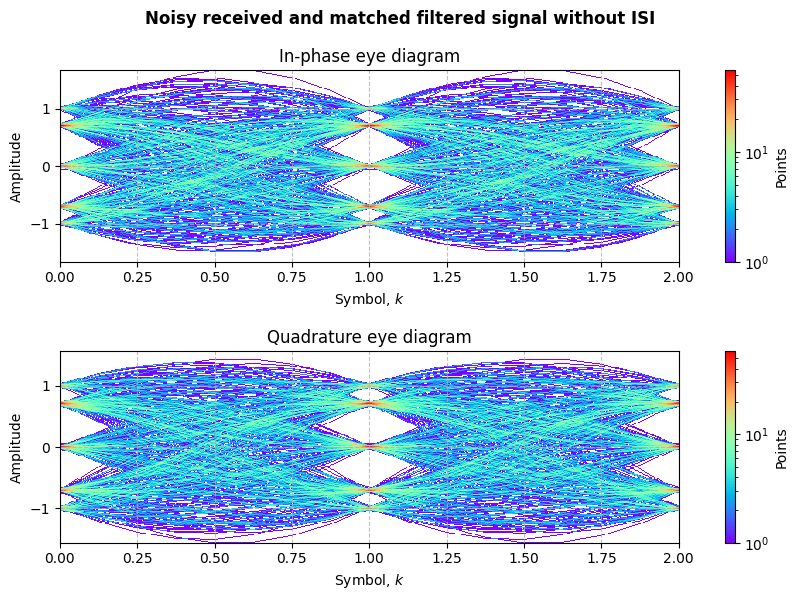 Noisy received and matched filtered signal without ISI
In-phase eye diagram
Amplitude
1
0
−1
0.00 0.25 0.50 0.75 1.00 1.25 1.50 1.75 2.00
Symbol, k
10¹
10⁰
Points
Quadrature eye diagram
Amplitude
1
0
−1
0.00 0.25 0.50 0.75 1.00 1.25 1.50 1.75 2.00
Symbol, k
10¹
10⁰
Points